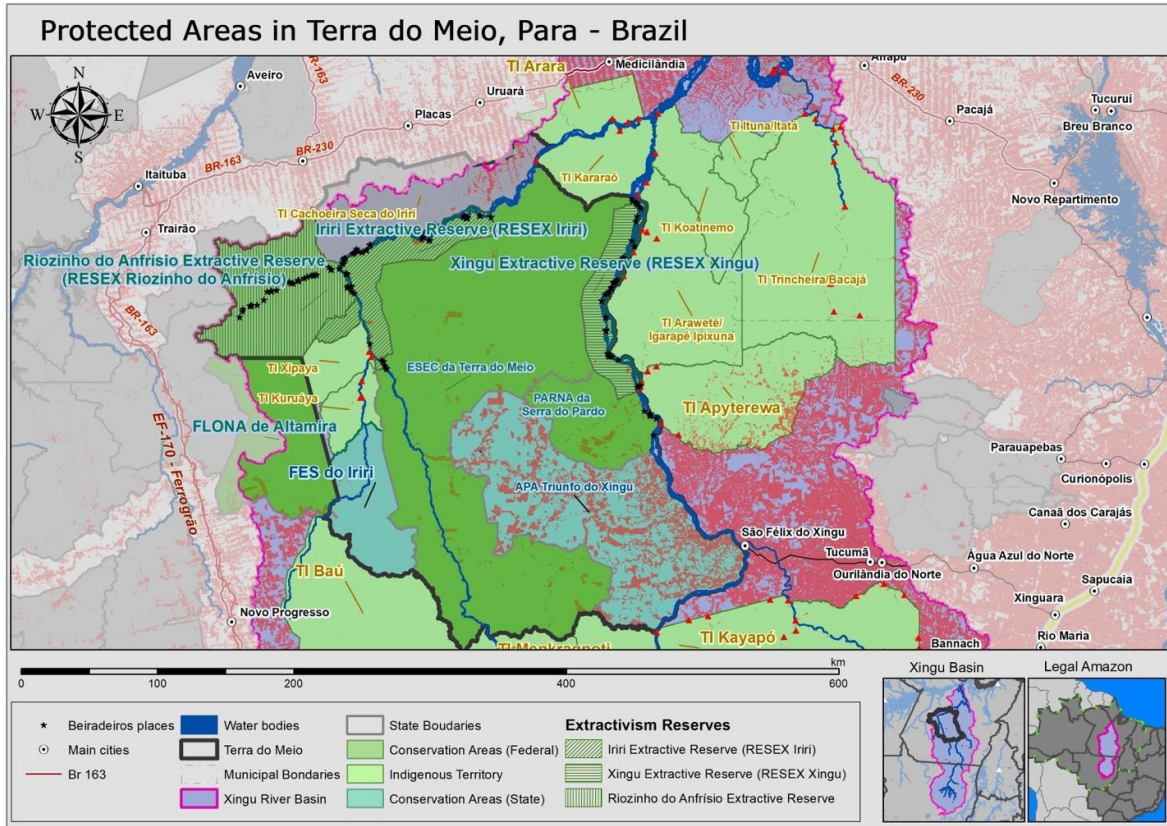 Protected Areas in Terra do Meio, Para - Brazil
N
W
E
S
Aveiro
BR-163
TI Arara
Medicilândia
Anapu
BR-230
Uruará
Placas
Pacajá
Tucuruí
Breu Branco
TI Ituna/Itatá
BR-163
BR-230
Itaituba
TI Kararaô
Novo Repartimento
TI Cachoeira Seca do Iriri
Trairão
Iriri Extractive Reserve (RESEX Iriri)
TI Koatinemo
Riozinho do Anfrísio Extractive Reserve
(RESEX Riozinho do Anfrisio)
Xingu Extractive Reserve (RESEX Xingu)
TI Trincheira/Bacajá
BR-163
TI Araweté/
Igarapé Ipixuna
TI Xipaya
ESEC da Terra do Meio
TI Kuruáya
PARNA da
Serra do Pardo
TI Apyterewa
FLONA de Altamira
EF-170 - Ferrogrão
Parauapebas
FES do Iriri
Curionópolis
APA Triunfo do Xingu
Canaã dos Carajás
São Félix do Xingu
Tucumã
Água Azul do Norte
Ourilândia do Norte
TI Baú
Sapucaia
Novo Progresso
Xinguara
TI Kayapó
Rio Maria
TI Menkragnoti
Bannach
km
0
100
200
400
600
Xingu Basin
Legal Amazon
Beiradeiros places
Main cities
Br 163
Water bodies
Terra do Meio
Municipal Bondaries
Xingu River Basin
State Boudaries
Conservation Areas (Federal)
Indigenous Territory
Conservation Areas (State)
Extractivism Reserves
Iriri Extractive Reserve (RESEX Iriri)
Xingu Extractive Reserve (RESEX Xingu)
Riozinho do Anfrísio Extractive Reserve